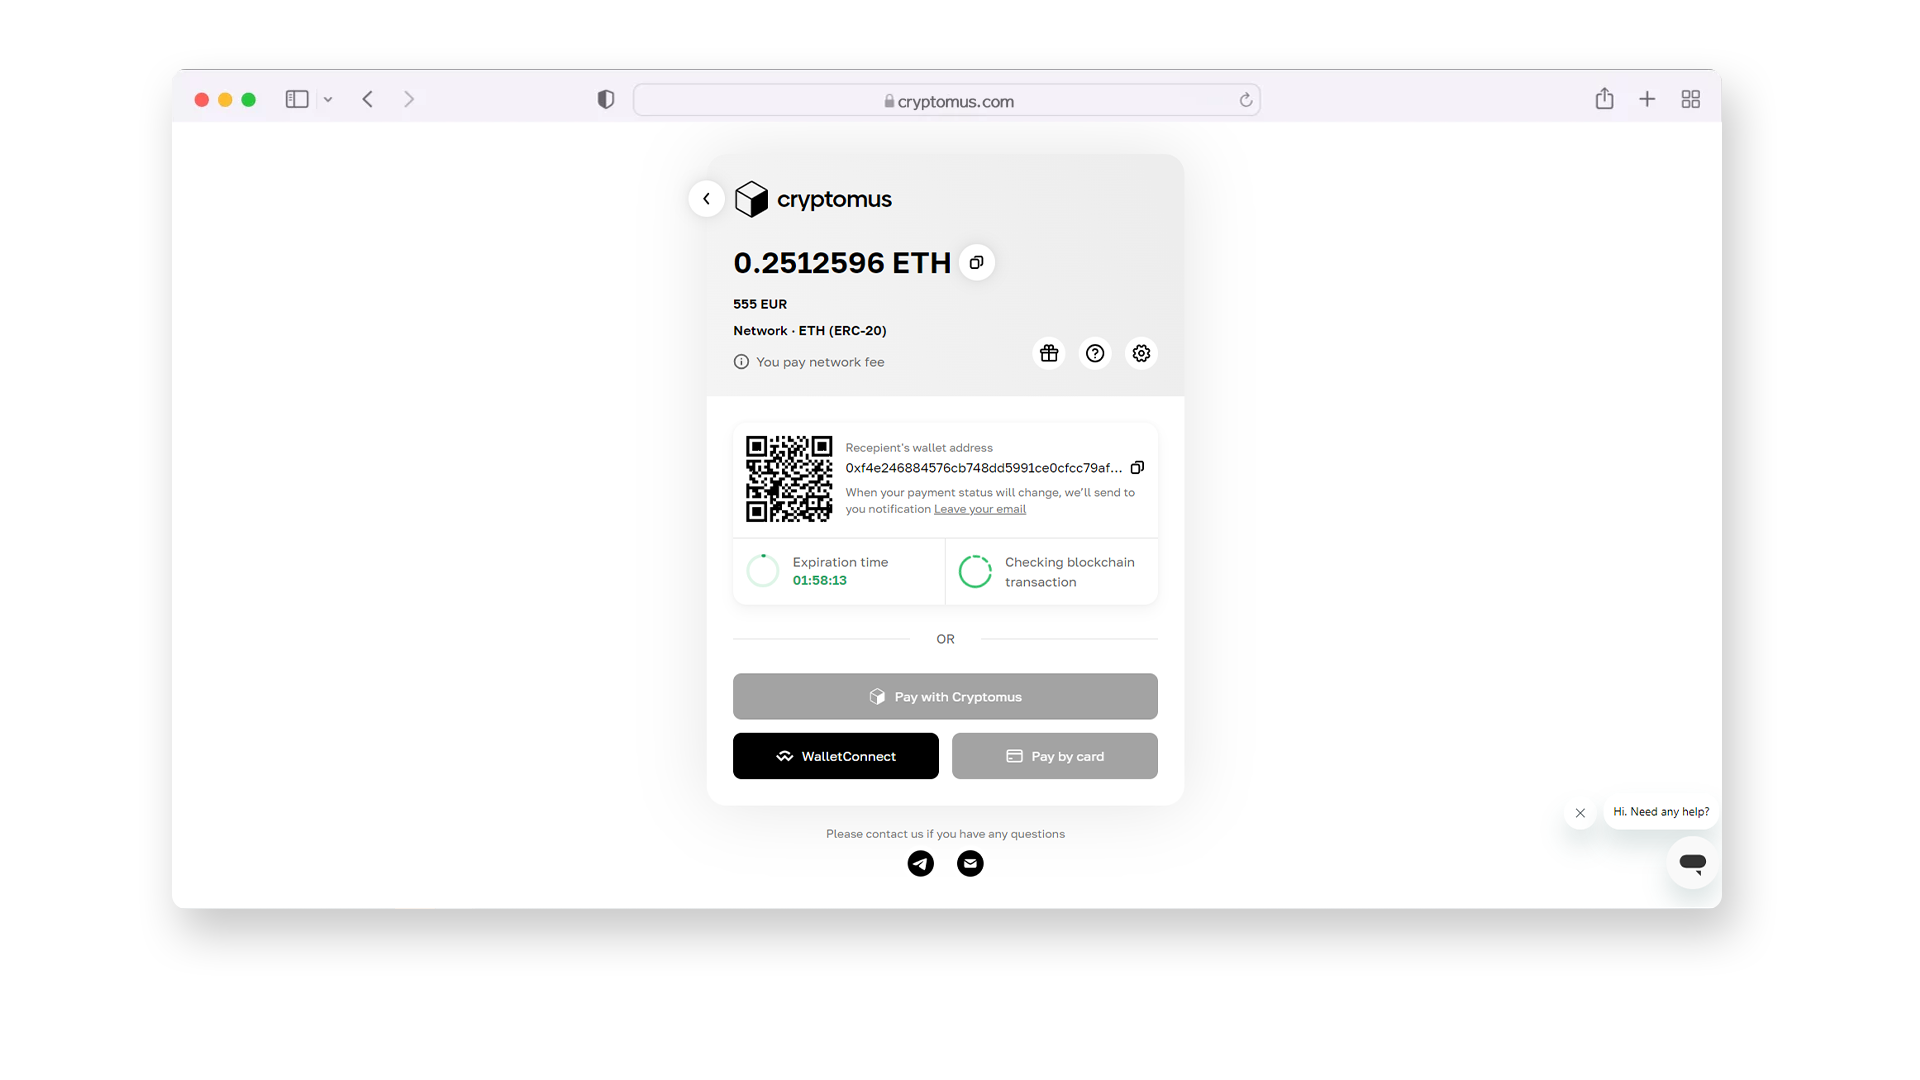 cryptomus.com
cryptomus
0.2512596 ETH
555 EUR
Network · ETH (ERC-20)
You pay network fee
Recepient's wallet address
0xf4e246884576cb748dd5991ce0cfcc79af...
When your payment status will change, we'll send to
you notification Leave your email
Expiration time
01:58:13
Checking blockchain
transaction
OR
Pay with Cryptomus
WalletConnect
Pay by card
Hi. Need any help?
Please contact us if you have any questions